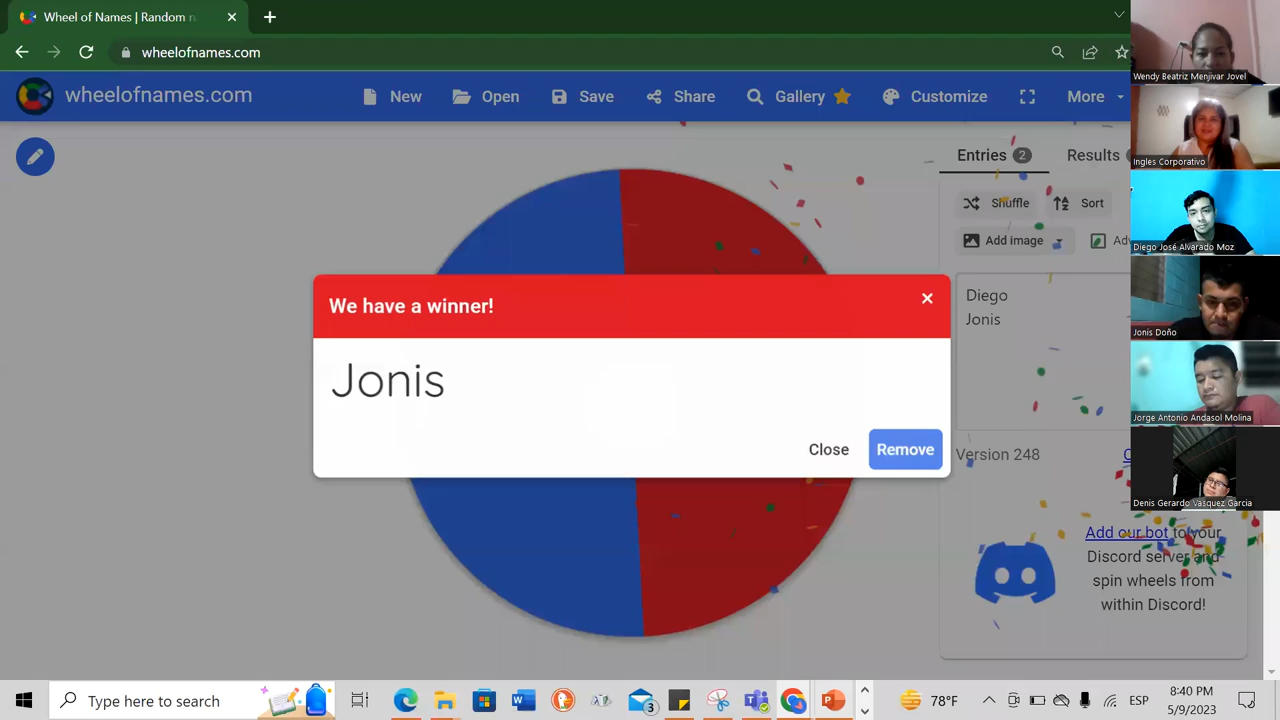 Wheel of Names | Random n
wheelofnames.com
wheelofnames.com
New
Open
Save
Share
Gallery
Customize
More
Entries 2
Results
Shuffle
Sort
Add image
Diego
Jonis
We have a winner!
Jonis
Close
Remove
Version 248
Add our bot to your
Discord server and
spin wheels from
within Discord!
Wendy Beatriz Menjivar Jovel
Ingles Corporativo
Diego José Alvarado Moz
Jonis Doño
Jorge Antonio Andasol Molina
Denis Gerardo Vasquez Garcia
Type here to search
3
78°F
ESP
8:40 PM
5/9/2023